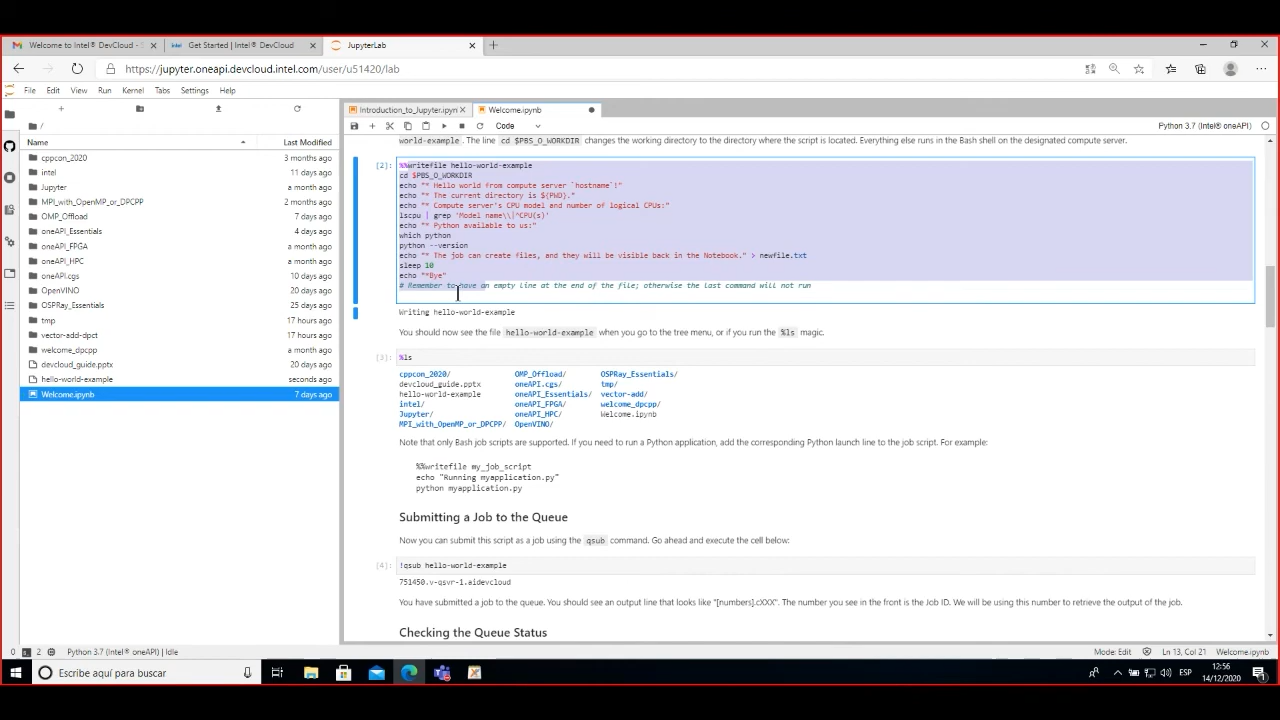 Welcome to Intel® DevCloud -
Get Started | Intel® DevCloud
JupyterLab
https://jupyter.oneapi.devcloud.intel.com/user/u51420/lab
File Edit View Run Kernel Tabs Settings Help
Introduction_to_Jupyter.ipyn
Welcome.ipynb
Code
Python 3.7 (Intel® oneAPI)
/
Name Last Modified
cppcon_2020 3 months ago
intel 11 days ago
Jupyter a month ago
MPI_with_OpenMP_or_DPCPP 2 months ago
OMP_Offload 7 days ago
oneAPI_Essentials 7 days ago
oneAPI_FPGA a month ago
oneAPI_HPC a month ago
oneAPI.cgs 10 days ago
OpenVINO a month ago
OSPRay_Essentials 7 days ago
tmp 17 hours ago
vector-add-dpct 17 hours ago
welcome_dpcpp a month ago
devcloud_guide.pptx 20 days ago
hello-world-example seconds ago
Welcome.ipynb 7 days ago
world-example. The line cd $PBS_O_WORKDIR changes the working directory to the directory where the script is located. Everything else runs in the Bash shell on the designated compute server.
[2]: %%writefile hello-world-example
cd $PBS_O_WORKDIR
echo "* Hello world from compute server `hostname`!"
echo "* The current directory is ${PWD}."
echo "* Compute server's CPU model and number of logical CPUs:"
lscpu | grep 'Model name\\|^CPU(s)'
echo "* Python available to us:"
which python
python --version
echo "* The job can create files, and they will be visible back in the Notebook." > newfile.txt
sleep 10
echo "*Bye"
# Remember to have an empty line at the end of the file; otherwise the last command will not run
Writing hello-world-example
You should now see the file hello-world-example when you go to the tree menu, or if you run the %ls magic.
[3]: %ls
cppcon_2020/ OMP_Offload/ OSPRay_Essentials/
devcloud_guide.pptx oneAPI.cgs/ tmp/
hello-world-example oneAPI_Essentials/ vector-add/
intel/ oneAPI_FPGA/ welcome_dpcpp/
Jupyter/ oneAPI_HPC/ Welcome.ipynb
MPI_with_OpenMP_or_DPCPP/ OpenVINO/
Note that only Bash job scripts are supported. If you need to run a Python application, add the corresponding Python launch line to the job script. For example:
%%writefile my_job_script
echo "Running myapplication.py"
python myapplication.py
Submitting a Job to the Queue
Now you can submit this script as a job using the qsub command. Go ahead and execute the cell below:
[4]: !qsub hello-world-example
751450.v-qsvr-1.aidevcloud
You have submitted a job to the queue. You should see an output line that looks like "[numbers].cXXX". The number you see in the front is the Job ID. We will be using this number to retrieve the output of the job.
Checking the Queue Status
0 2 Python 3.7 (Intel® oneAPI) | Idle
Mode: Edit Ln 13, Col 21 Welcome.ipynb
Escribe aquí para buscar
ESP
12:56
14/12/2020